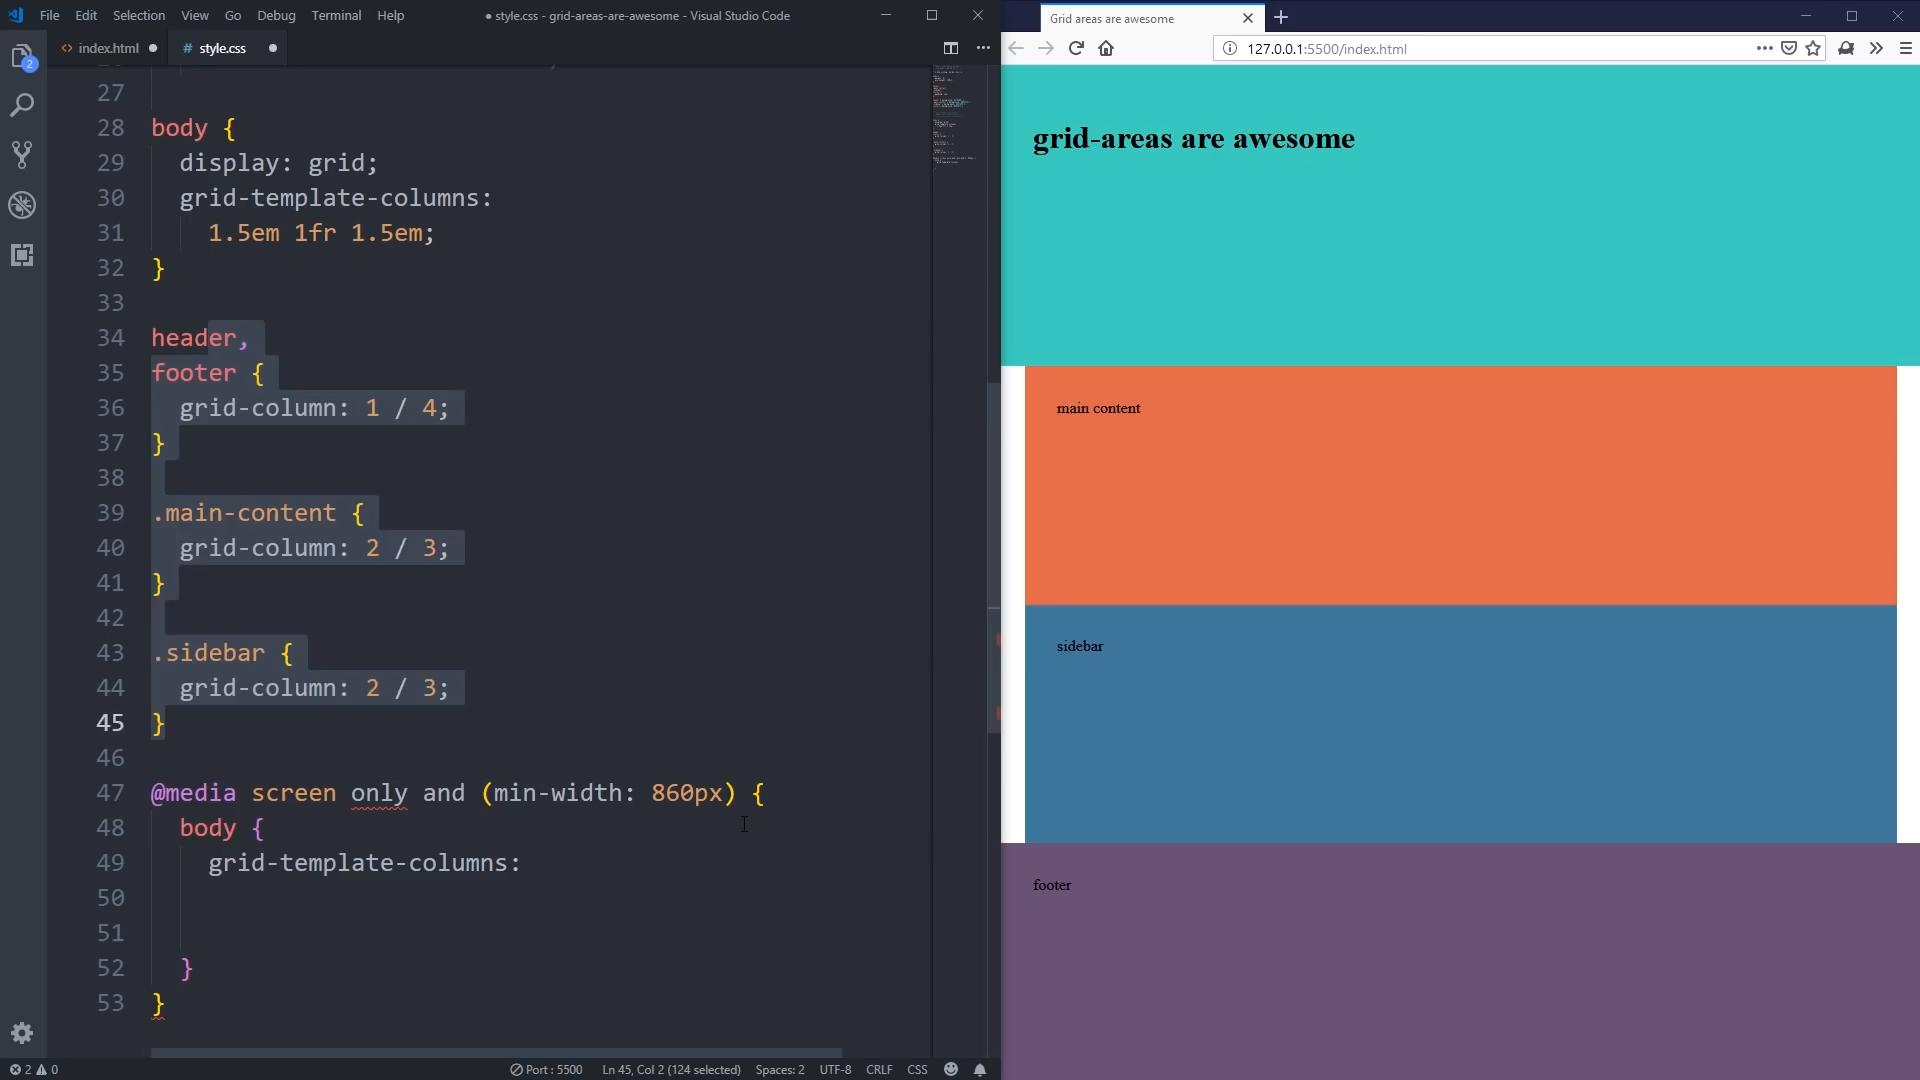 File Edit Selection View Go Debug Terminal Help
● style.css - grid-areas-are-awesome - Visual Studio Code
index.html
# style.css
2
27
28 body {
29 display: grid;
30 grid-template-columns:
31 1.5em 1fr 1.5em;
32 }
33
34 header,
35 footer {
36 grid-column: 1 / 4;
37 }
38
39 .main-content {
40 grid-column: 2 / 3;
41 }
42
43 .sidebar {
44 grid-column: 2 / 3;
45 }
46
47 @media screen only and (min-width: 860px) {
48 body {
49 grid-template-columns:
50
51
52 }
53 }
2 0
Port : 5500 Ln 45, Col 2 (124 selected) Spaces: 2 UTF-8 CRLF CSS
Grid areas are awesome
127.0.0.1:5500/index.html
grid-areas are awesome
main content
sidebar
footer